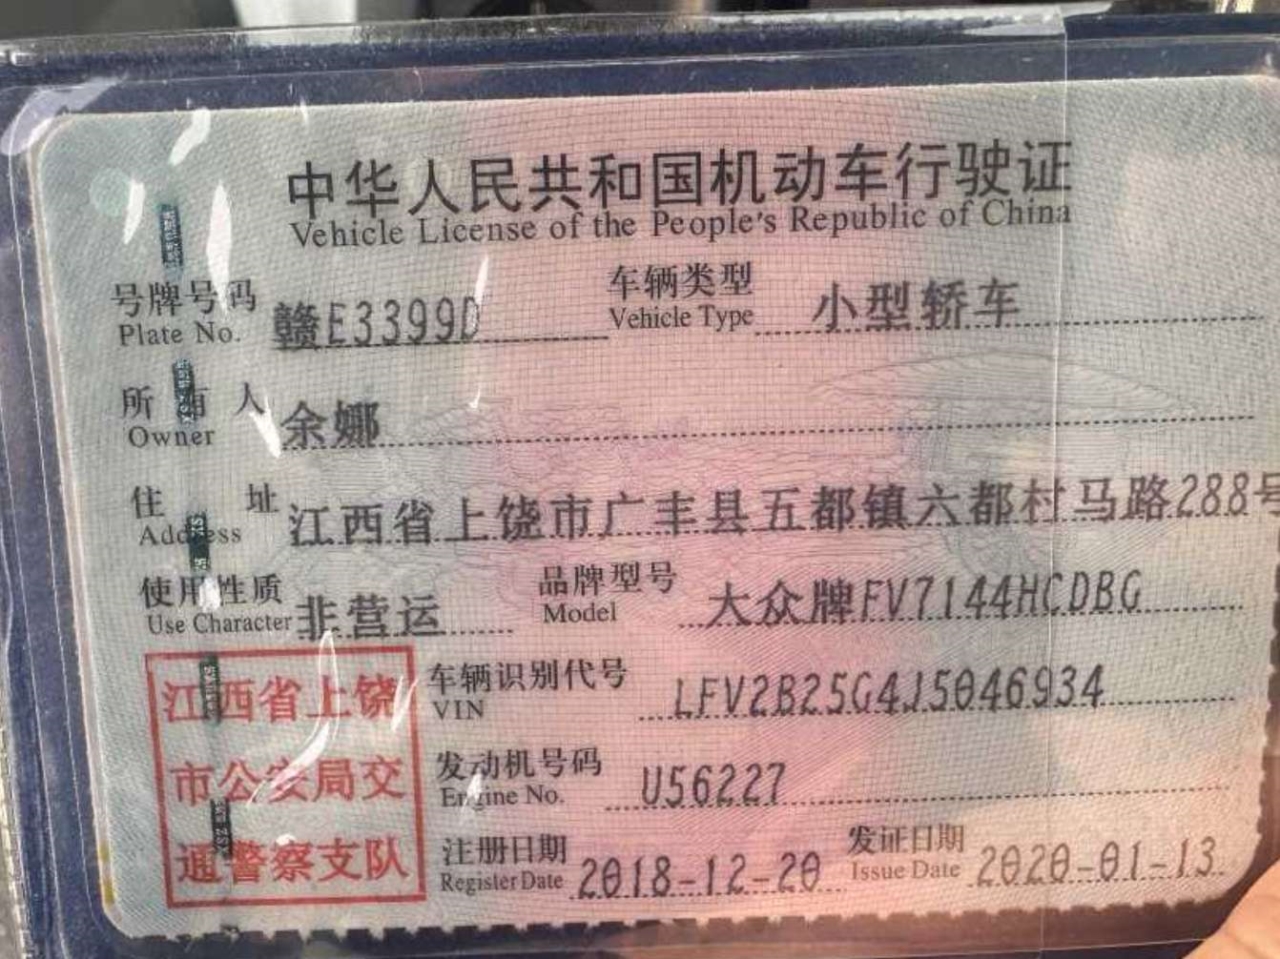 中华人民共和国机动车行驶证
Vehicle License of the People's Republic of China
号牌号码 赣E3399D 车辆类型 小型轿车
Plate No. Vehicle Type
所有人 余娜
Owner
住址 江西省上饶市广丰县五都镇六都村马路288号
Address
使用性质 非营运 品牌型号 大众牌FV7144HCDBG
Use Character Model
江西省上饶
市公安局交
通警察支队
车辆识别代号 LFV2B25G4J5046934
VIN
发动机号码 U56227
Engine No.
注册日期 2018-12-20 发证日期 2020-01-13
Register Date Issue Date